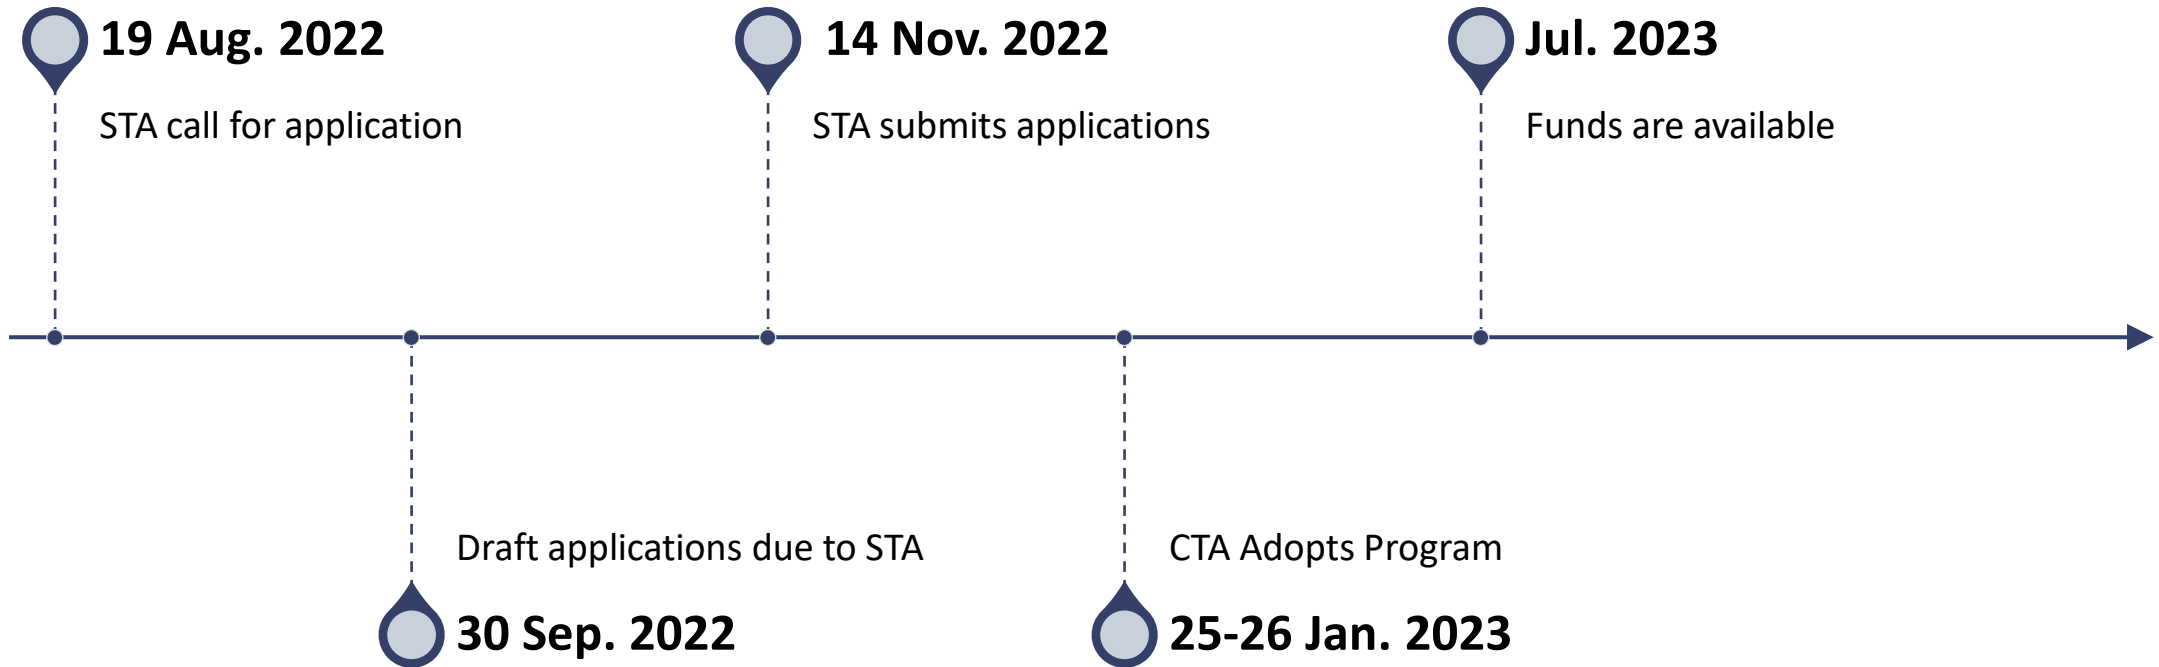 19 Aug. 2022
STA call for application
14 Nov. 2022
STA submits applications
Jul. 2023
Funds are available
Draft applications due to STA
30 Sep. 2022
CTA Adopts Program
25-26 Jan. 2023